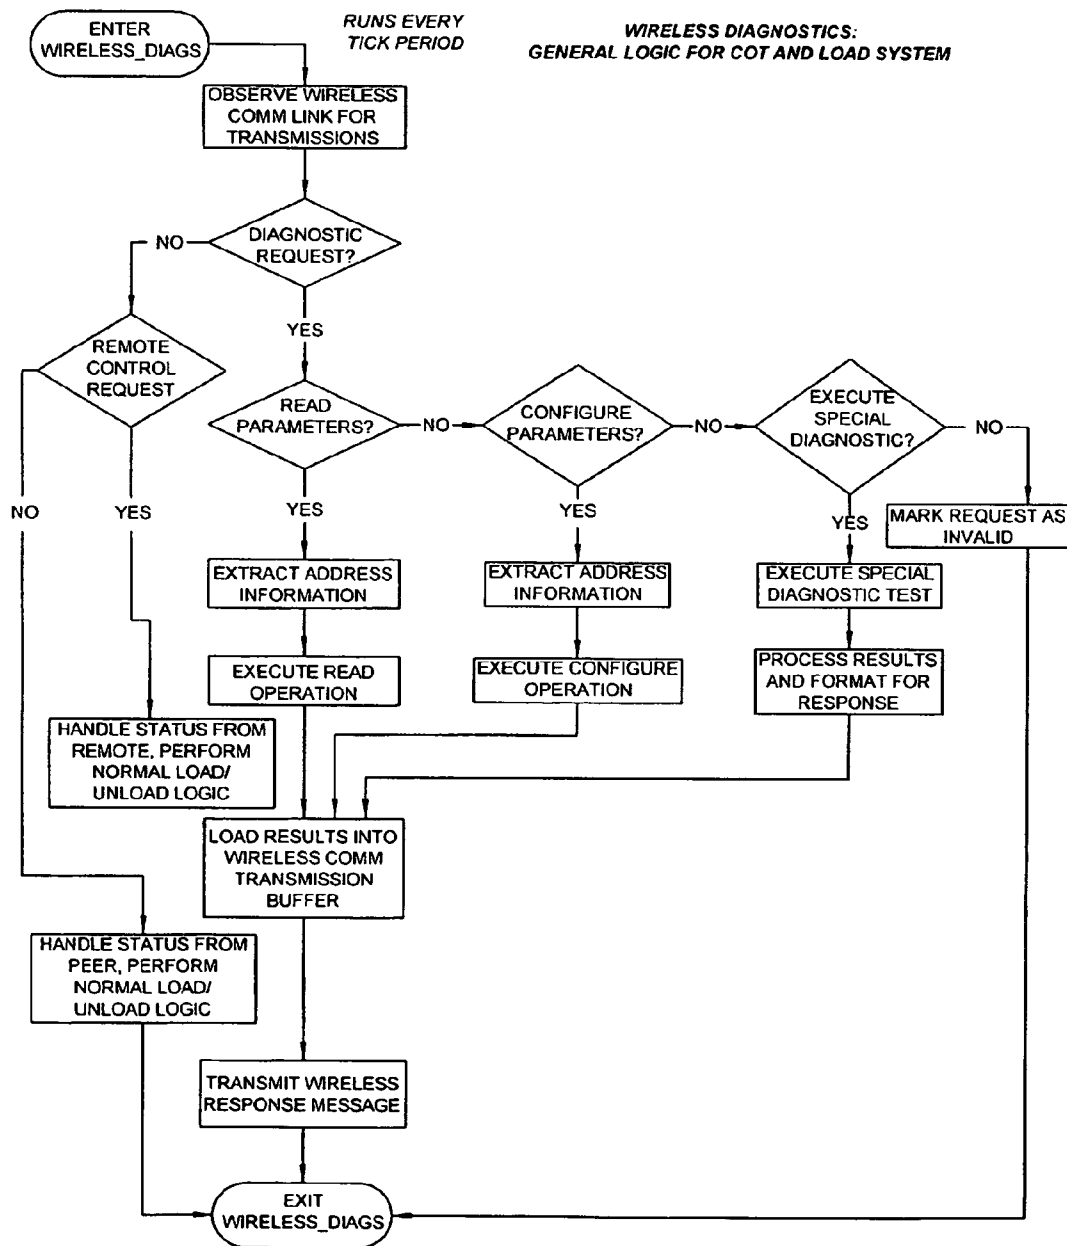 ENTER
WIRELESS_DIAGS
RUNS EVERY
TICK PERIOD
WIRELESS DIAGNOSTICS:
GENERAL LOGIC FOR COT AND LOAD SYSTEM
OBSERVE WIRELESS
COMM LINK FOR
TRANSMISSIONS
NO
DIAGNOSTIC
REQUEST?
YES
REMOTE
CONTROL
REQUEST
READ
PARAMETERS?
NO
CONFIGURE
PARAMETERS?
NO
EXECUTE
SPECIAL
DIAGNOSTIC?
NO
NO
YES
YES
YES
YES
MARK REQUEST AS
INVALID
EXTRACT ADDRESS
INFORMATION
EXTRACT ADDRESS
INFORMATION
EXECUTE SPECIAL
DIAGNOSTIC TEST
EXECUTE READ
OPERATION
EXECUTE CONFIGURE
OPERATION
PROCESS RESULTS
AND FORMAT FOR
RESPONSE
HANDLE STATUS FROM
REMOTE, PERFORM
NORMAL LOAD/
UNLOAD LOGIC
LOAD RESULTS INTO
WIRELESS COMM
TRANSMISSION
BUFFER
HANDLE STATUS FROM
PEER, PERFORM
NORMAL LOAD/
UNLOAD LOGIC
TRANSMIT WIRELESS
RESPONSE MESSAGE
EXIT
WIRELESS_DIAGS